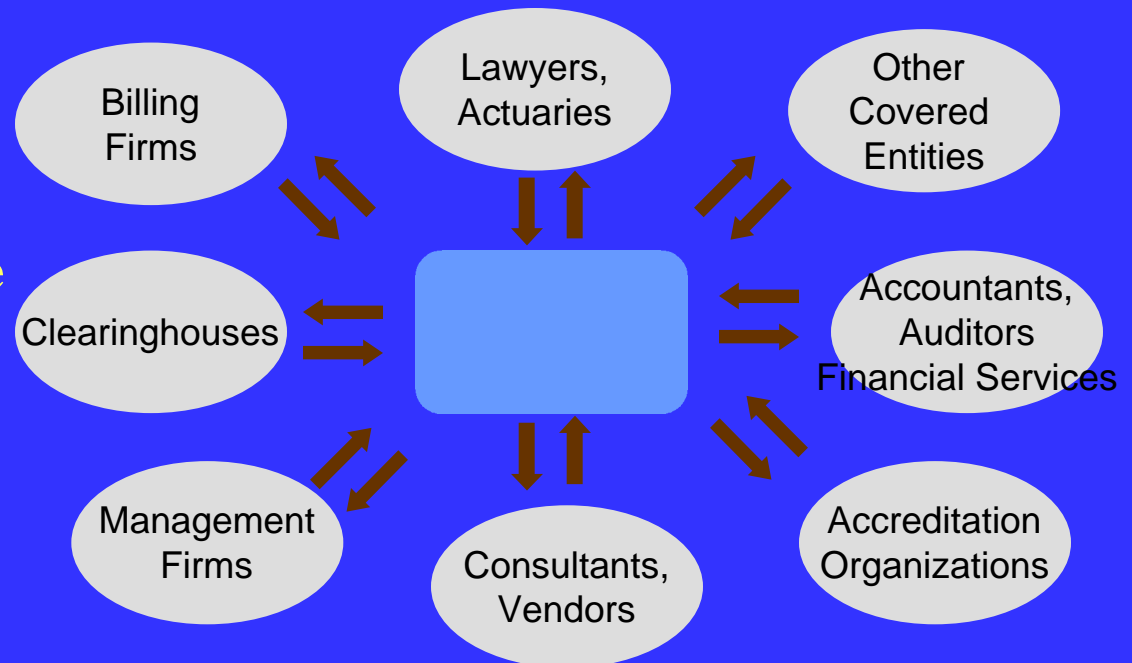 Billing
Firms
Lawyers,
Actuaries
Other
Covered
Entities
Clearinghouses
Accountants,
Auditors
Financial Services
Management
Firms
Consultants,
Vendors
Accreditation
Organizations